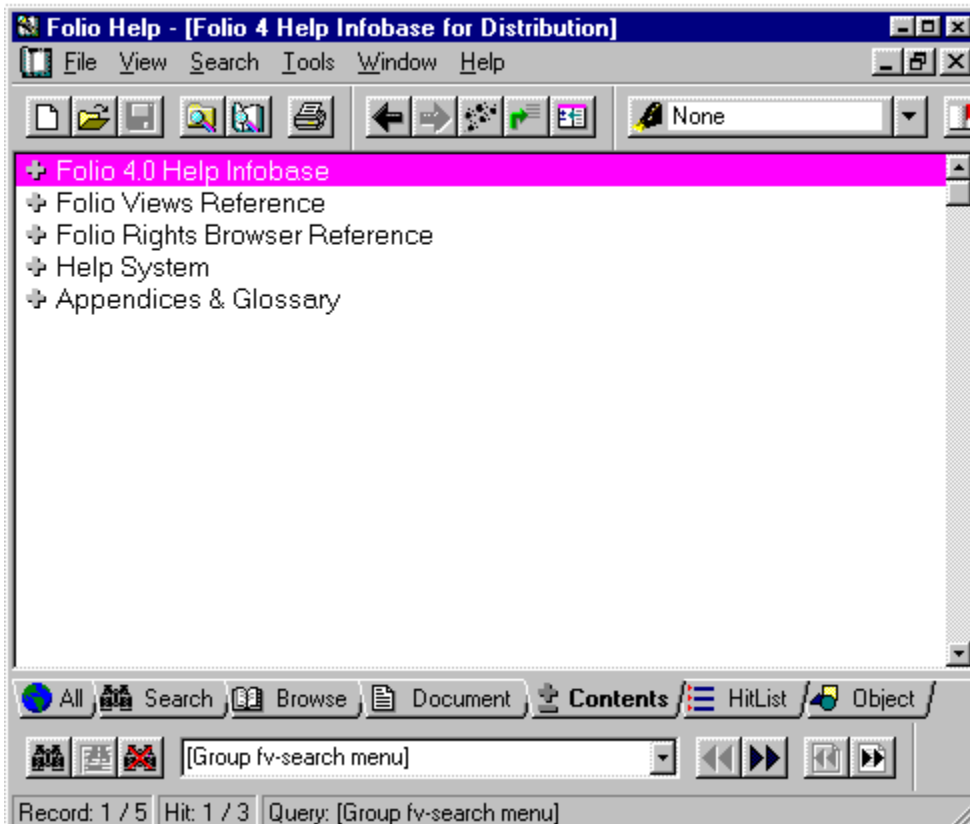 Folio Help - [Folio 4 Help Infobase for Distribution]
File View Search Tools Window Help
None
Folio 4.0 Help Infobase
Folio Views Reference
Folio Rights Browser Reference
Help System
Appendices & Glossary
All Search Browse Document Contents HitList Object
[Group fv-search menu]
Record: 1 / 5 Hit: 1 / 3 Query: [Group fv-search menu]